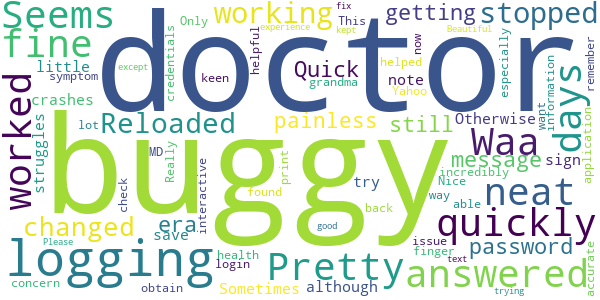 Seems
fine
worked
little
symptom
crashes
struggles
MD
Really
credentials
Only
working
keen
interactive
doctor
helpful
experience
grandma
Quick
This
fix
kept
now
note
helped
Yahoo
getting
Beautiful
stopped
especially
want
information
days
remember
application
Reloaded
lot
except
painless
still
Otherwise
Waa
message
sign
buggy
try
incredibly
Nice
way
able
neat
quickly
print
found
back
changed
era
save
check
logging
Please
concern
obtain
health
login
Sometimes
Pretty
although
good
issue
finger
text
password
answered
trying
accurate